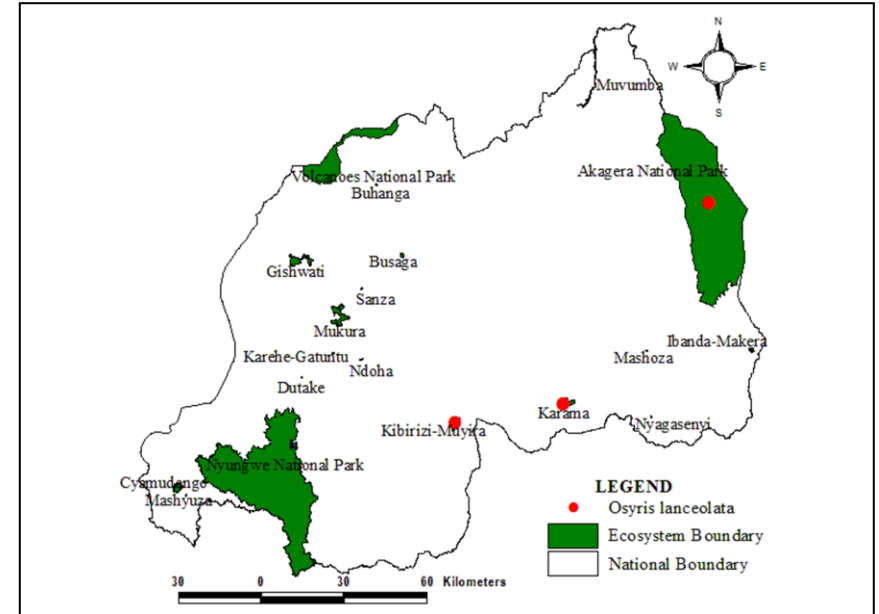 N
W E
S
Muvumba
Akagera National Park
Volcanoes National Park
Buhanga
Gishwati
Busaga
Sanza
Mukura
Karehe-Gaturitu
Ndoha
Dutake
Ibanda-Makera
Mashoza
Karama
Nyagasenyi
Kibirizi-Muyira
Nyungwe National Park
Cyamudongo
Mashyuza
LEGEND
Osyris lanceolata
Ecosystem Boundary
National Boundary
30 0 30 60 Kilometers